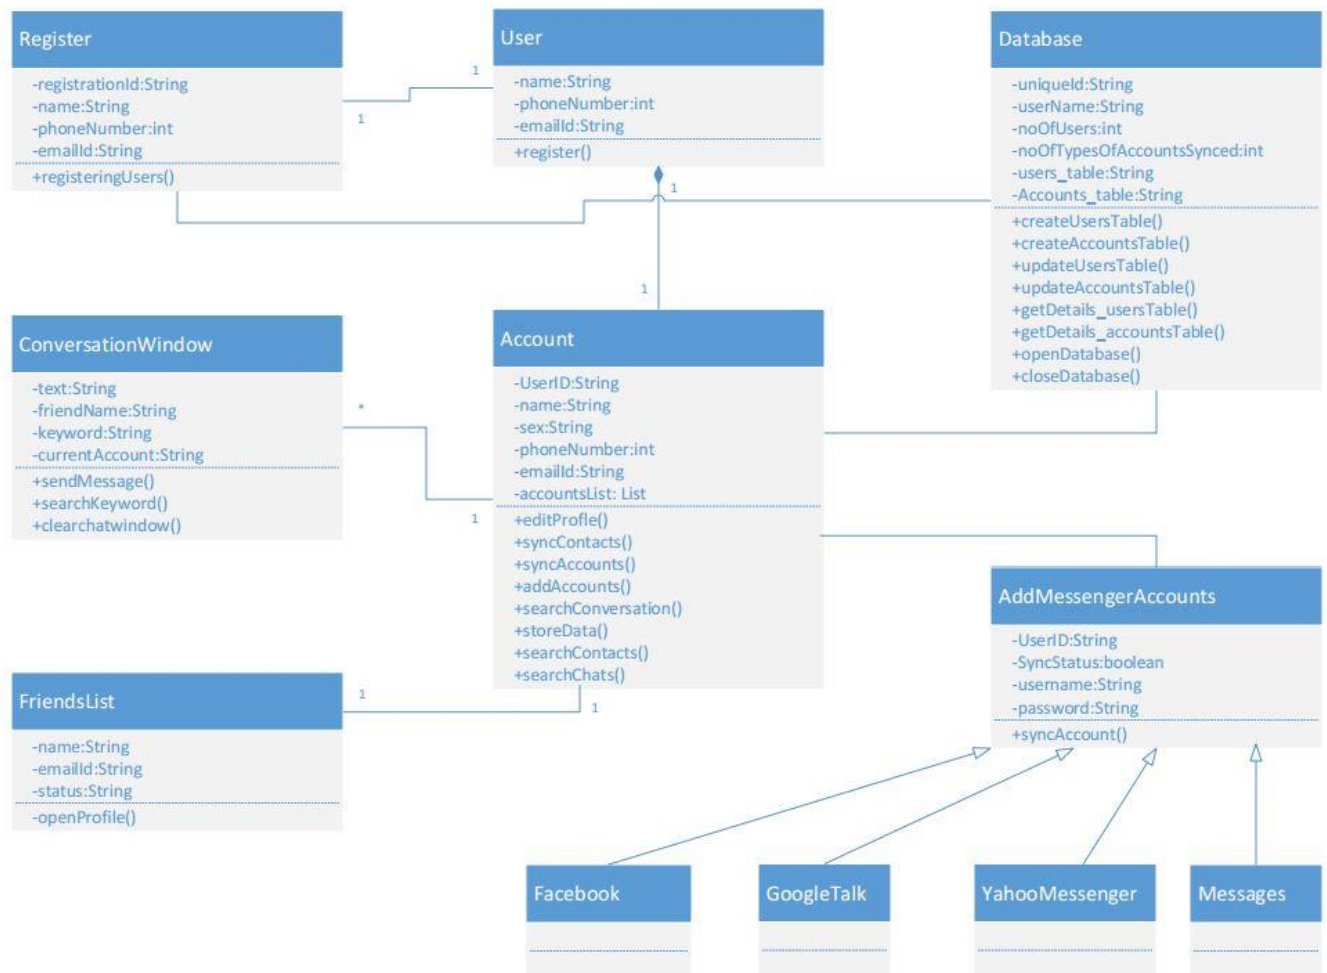 Register
-registrationId:String
-name:String
-phoneNumber:int
-emailId:String
+registeringUsers()
1
1
User
-name:String
-phoneNumber:int
-emailId:String
+register()
1
1
Database
-uniqueId:String
-userName:String
-noOfUsers:int
-noOfTypesOfAccountsSynced:int
-users_table:String
-Accounts_table:String
+createUsersTable()
+createAccountsTable()
+updateUsersTable()
+updateAccountsTable()
+getDetails_usersTable()
+getDetails_accountsTable()
+openDatabase()
+closeDatabase()
ConversationWindow
-text:String
-friendName:String
-keyword:String
-currentAccount:String
+sendMessage()
+searchKeyword()
+clearchatwindow()
*
1
Account
-UserID:String
-name:String
-sex:String
-phoneNumber:int
-emailId:String
-accountsList: List
+editProfle()
+syncContacts()
+syncAccounts()
+addAccounts()
+searchConversation()
+storeData()
+searchContacts()
+searchChats()
AddMessengerAccounts
-UserID:String
-SyncStatus:boolean
-username:String
-password:String
+syncAccount()
FriendsList
-name:String
-emailId:String
-status:String
-openProfile()
1
1
Facebook
GoogleTalk
YahooMessenger
Messages